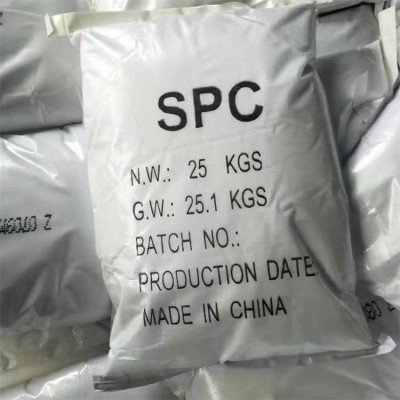 SPC
N.W.: 25 KGS
G.W.: 25.1 KGS
BATCH NO.:
PRODUCTION DATE
MADE IN CHINA